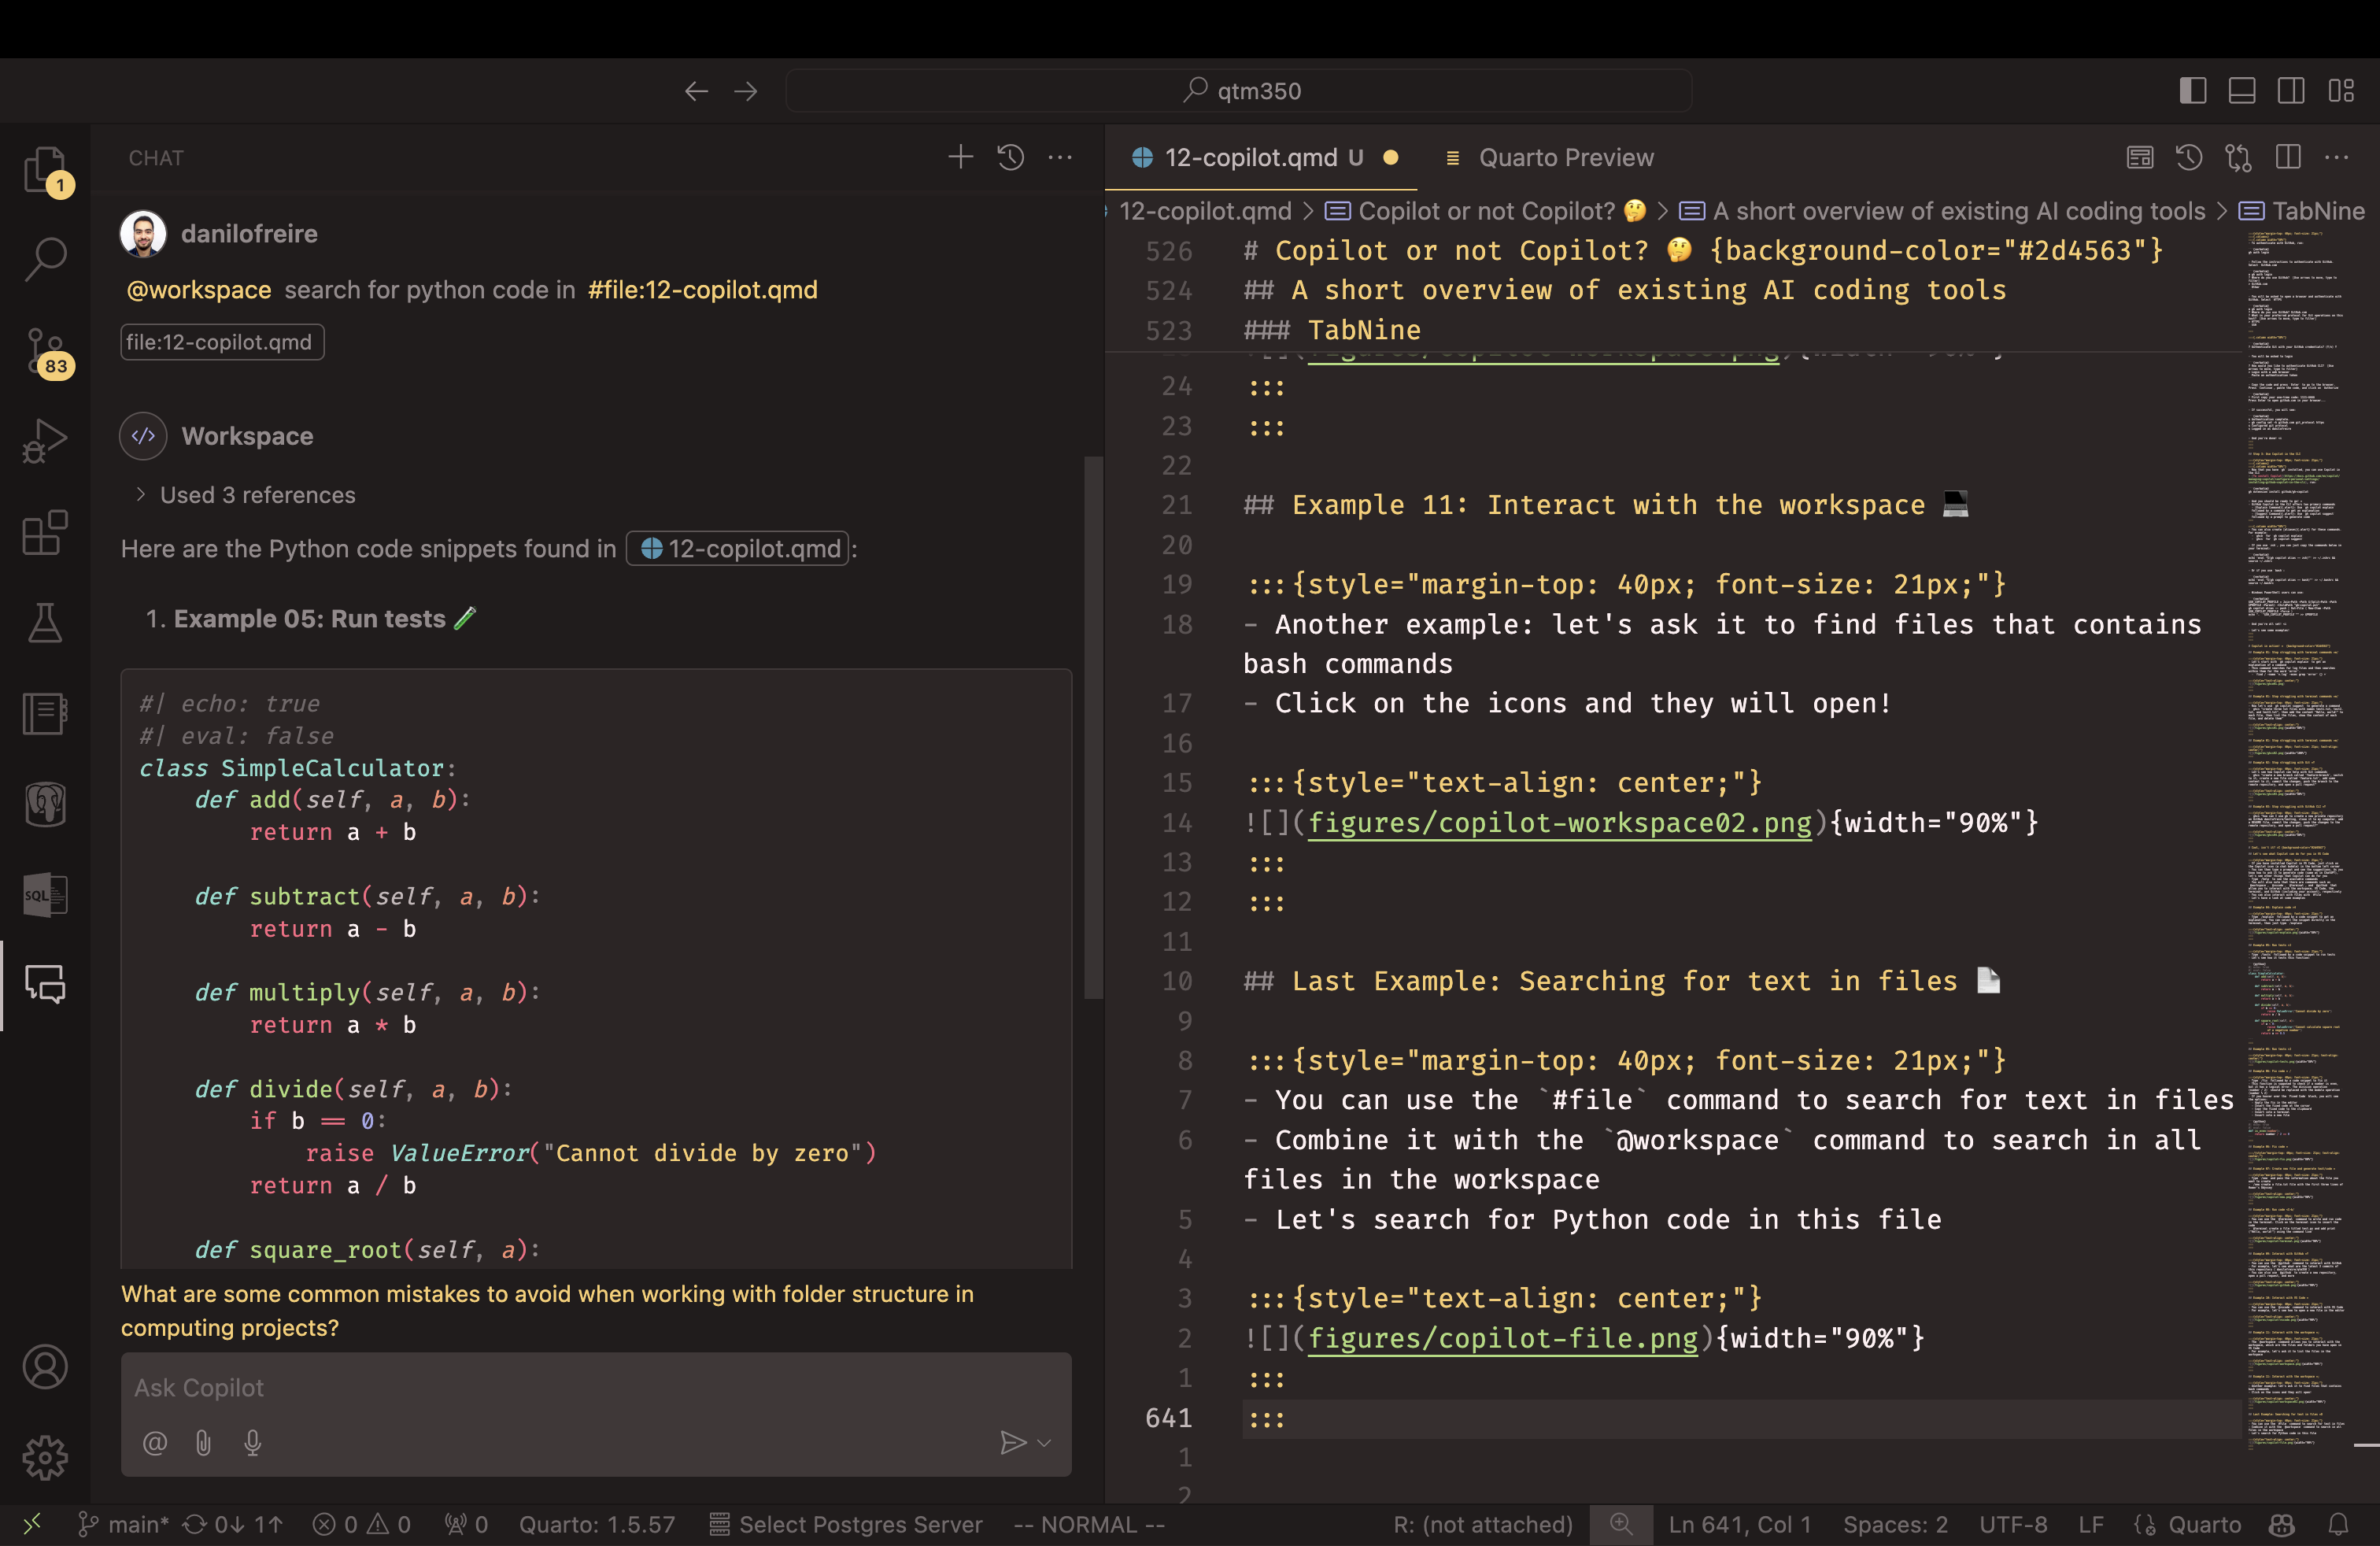 qtm350
CHAT
1
83
SQL
danilofreire
@workspace search for python code in #file:12-copilot.qmd
file:12-copilot.qmd
Workspace
Used 3 references
Here are the Python code snippets found in 12-copilot.qmd:
1. Example 05: Run tests 🧪
#| echo: true
#| eval: false
class SimpleCalculator:
    def add(self, a, b):
        return a + b
    def subtract(self, a, b):
        return a - b
    def multiply(self, a, b):
        return a * b
    def divide(self, a, b):
        if b == 0:
            raise ValueError("Cannot divide by zero")
        return a / b
    def square_root(self, a):
What are some common mistakes to avoid when working with folder structure in
computing projects?
Ask Copilot
12-copilot.qmd U
Quarto Preview
12-copilot.qmd > Copilot or not Copilot? 🤔 > A short overview of existing AI coding tools > TabNine
526 # Copilot or not Copilot? 🤔 {background-color="#2d4563"}
524 ## A short overview of existing AI coding tools
523 ### TabNine
24 :::
23 :::
22
21 ## Example 11: Interact with the workspace 💻
20
19 :::{style="margin-top: 40px; font-size: 21px;"}
18 - Another example: let's ask it to find files that contains
bash commands
17 - Click on the icons and they will open!
16
15 :::{style="text-align: center;"}
14 ![](figures/copilot-workspace02.png){width="90%"}
13 :::
12 :::
11
10 ## Last Example: Searching for text in files 📄
9
8 :::{style="margin-top: 40px; font-size: 21px;"}
7 - You can use the `#file` command to search for text in files
6 - Combine it with the `@workspace` command to search in all
files in the workspace
5 - Let's search for Python code in this file
4
3 :::{style="text-align: center;"}
2 ![](figures/copilot-file.png){width="90%"}
1 :::
641 :::
1
2
main* 0↓ 1↑ 0 0 0 Quarto: 1.5.57 Select Postgres Server -- NORMAL -- R: (not attached) Ln 641, Col 1 Spaces: 2 UTF-8 LF Quarto